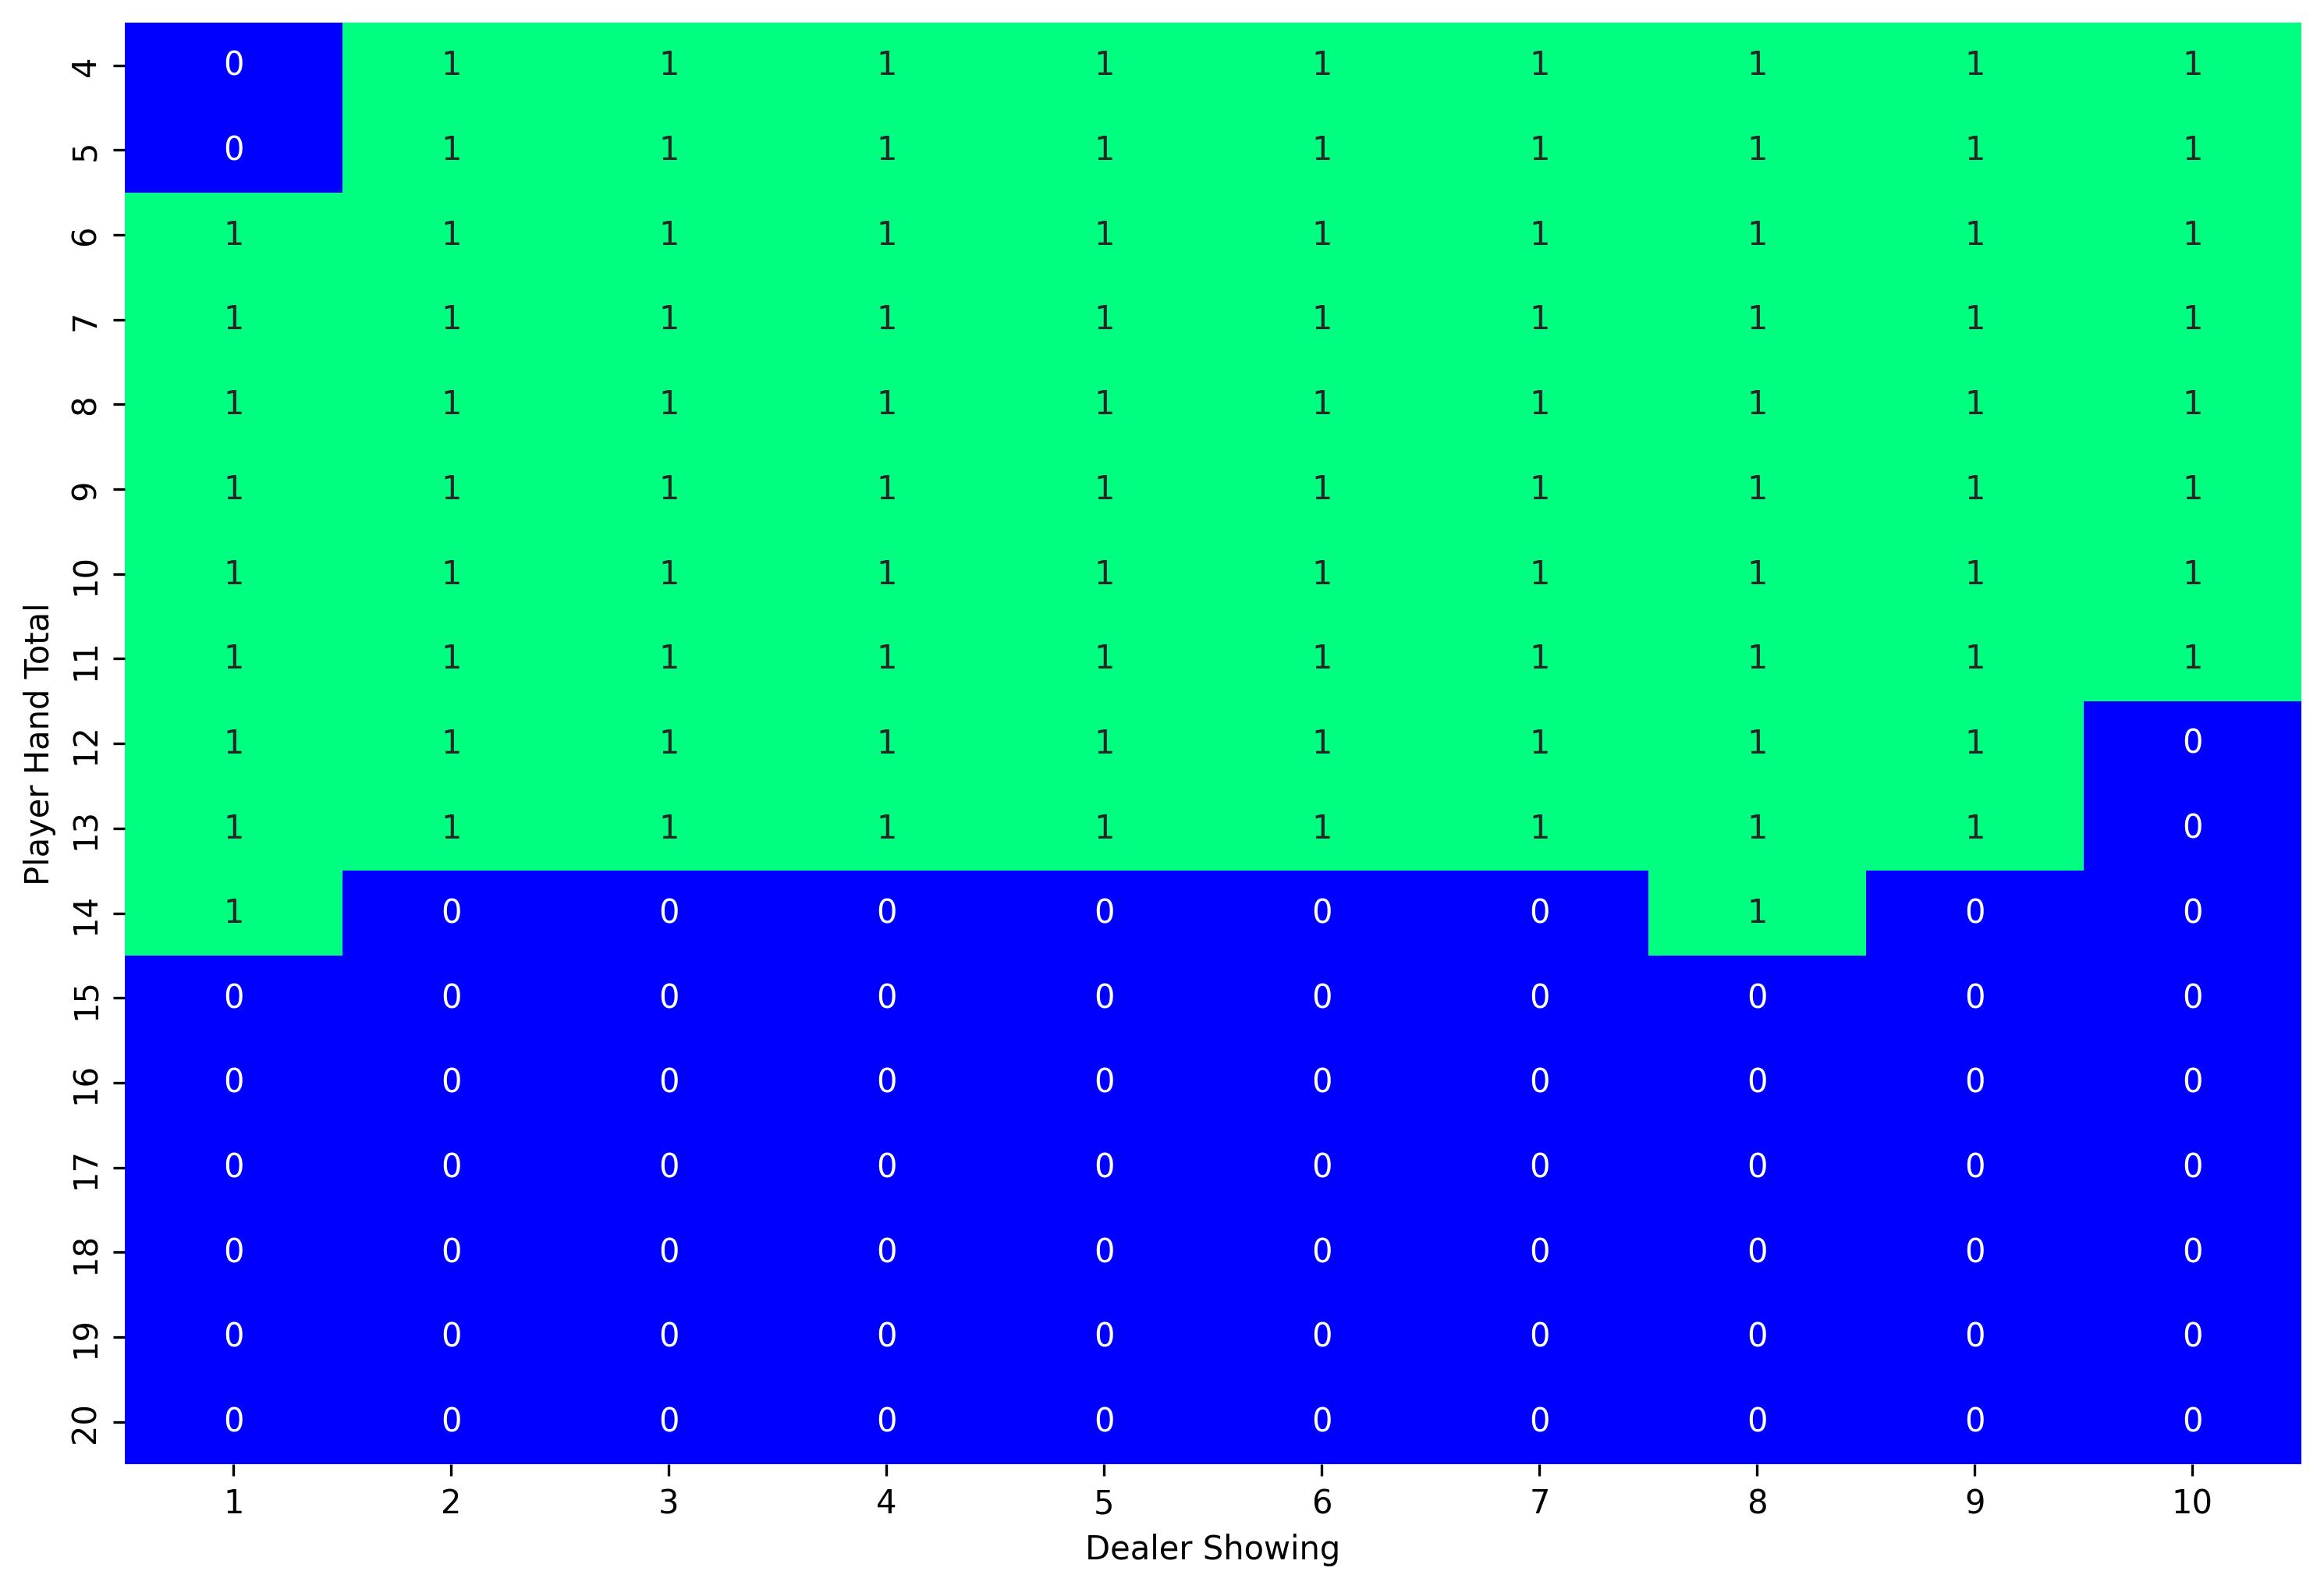 Player Hand Total
4 0 1 1 1 1 1 1 1 1 1
5 0 1 1 1 1 1 1 1 1 1
6 1 1 1 1 1 1 1 1 1 1
7 1 1 1 1 1 1 1 1 1 1
8 1 1 1 1 1 1 1 1 1 1
9 1 1 1 1 1 1 1 1 1 1
10 1 1 1 1 1 1 1 1 1 1
11 1 1 1 1 1 1 1 1 1 1
12 1 1 1 1 1 1 1 1 1 0
13 1 1 1 1 1 1 1 1 1 0
14 1 0 0 0 0 0 0 1 0 0
15 0 0 0 0 0 0 0 0 0 0
16 0 0 0 0 0 0 0 0 0 0
17 0 0 0 0 0 0 0 0 0 0
18 0 0 0 0 0 0 0 0 0 0
19 0 0 0 0 0 0 0 0 0 0
20 0 0 0 0 0 0 0 0 0 0
1 2 3 4 5 6 7 8 9 10
Dealer Showing